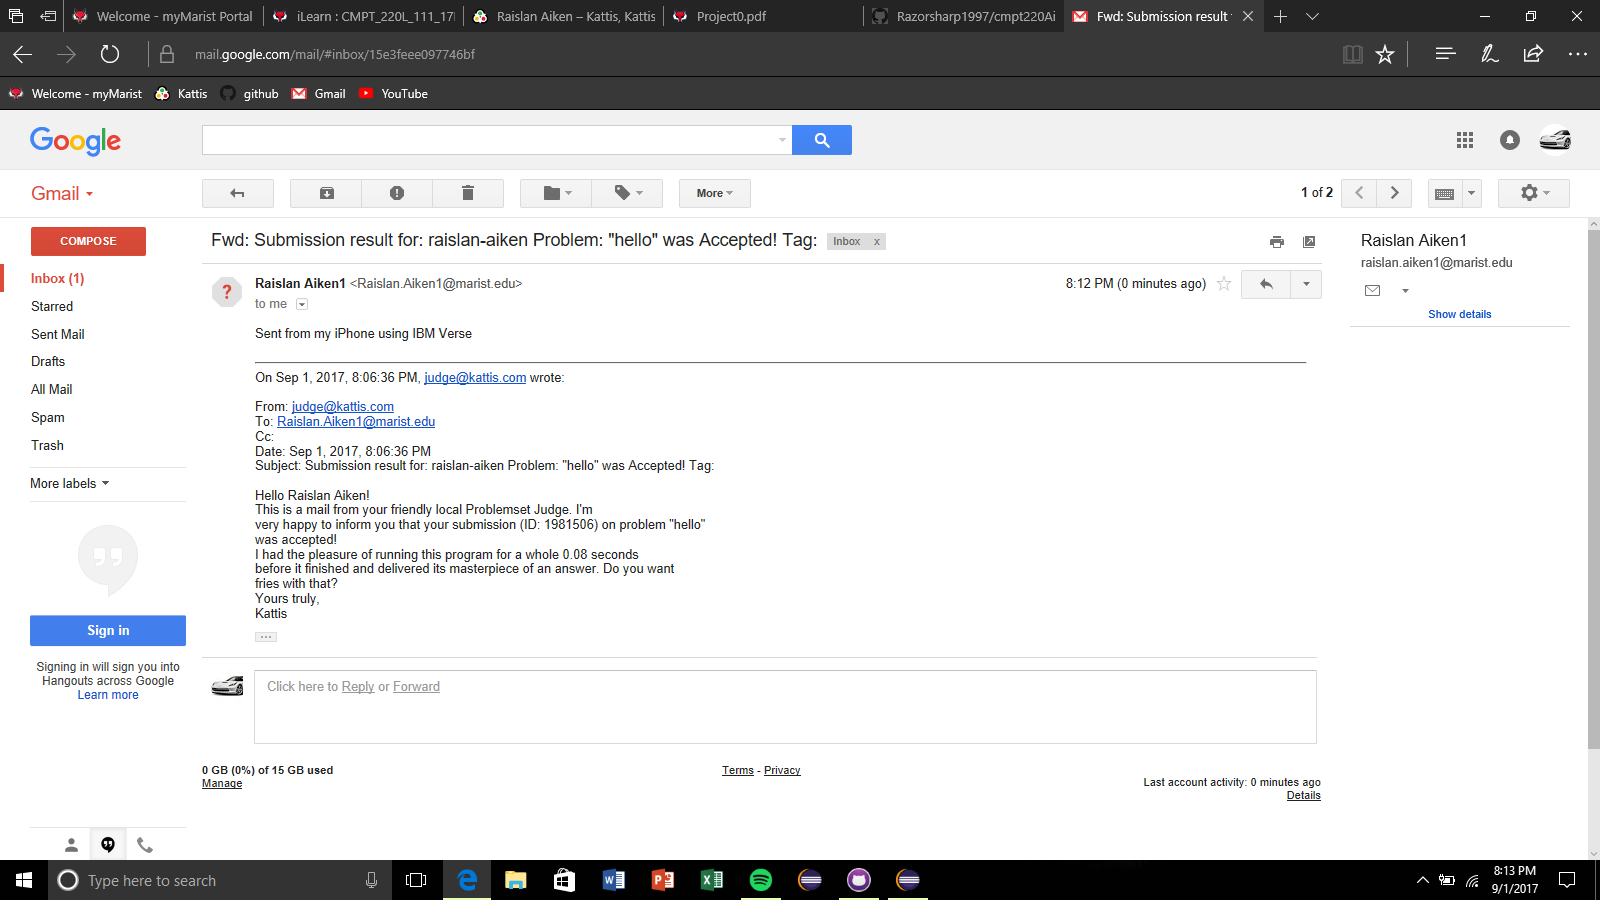 Welcome - myMarist Portal
iLearn : CMPT_220L_111_17
Raislan Aiken – Kattis, Kattis
Project0.pdf
Razorsharp1997/cmpt220Ai
Fwd: Submission result
mail.google.com/mail/#inbox/15e3feee097746bf
Welcome - myMarist
Kattis
github
Gmail
YouTube
Google
Gmail
More
1 of 2
COMPOSE
Inbox (1)
Starred
Sent Mail
Drafts
All Mail
Spam
Trash
More labels
Sign in
Signing in will sign you into
Hangouts across Google
Learn more
Fwd: Submission result for: raislan-aiken Problem: "hello" was Accepted! Tag:
Inbox x
Raislan Aiken1 <Raislan.Aiken1@marist.edu>
8:12 PM (0 minutes ago)
to me
Sent from my iPhone using IBM Verse
On Sep 1, 2017, 8:06:36 PM, judge@kattis.com wrote:
From: judge@kattis.com
To: Raislan.Aiken1@marist.edu
Cc:
Date: Sep 1, 2017, 8:06:36 PM
Subject: Submission result for: raislan-aiken Problem: "hello" was Accepted! Tag:
Hello Raislan Aiken!
This is a mail from your friendly local Problemset Judge. I'm
very happy to inform you that your submission (ID: 1981506) on problem "hello"
was accepted!
I had the pleasure of running this program for a whole 0.08 seconds
before it finished and delivered its masterpiece of an answer. Do you want
fries with that?
Yours truly,
Kattis
Click here to Reply or Forward
0 GB (0%) of 15 GB used
Manage
Terms - Privacy
Last account activity: 0 minutes ago
Details
Raislan Aiken1
raislan.aiken1@marist.edu
Show details
Type here to search
8:13 PM
9/1/2017